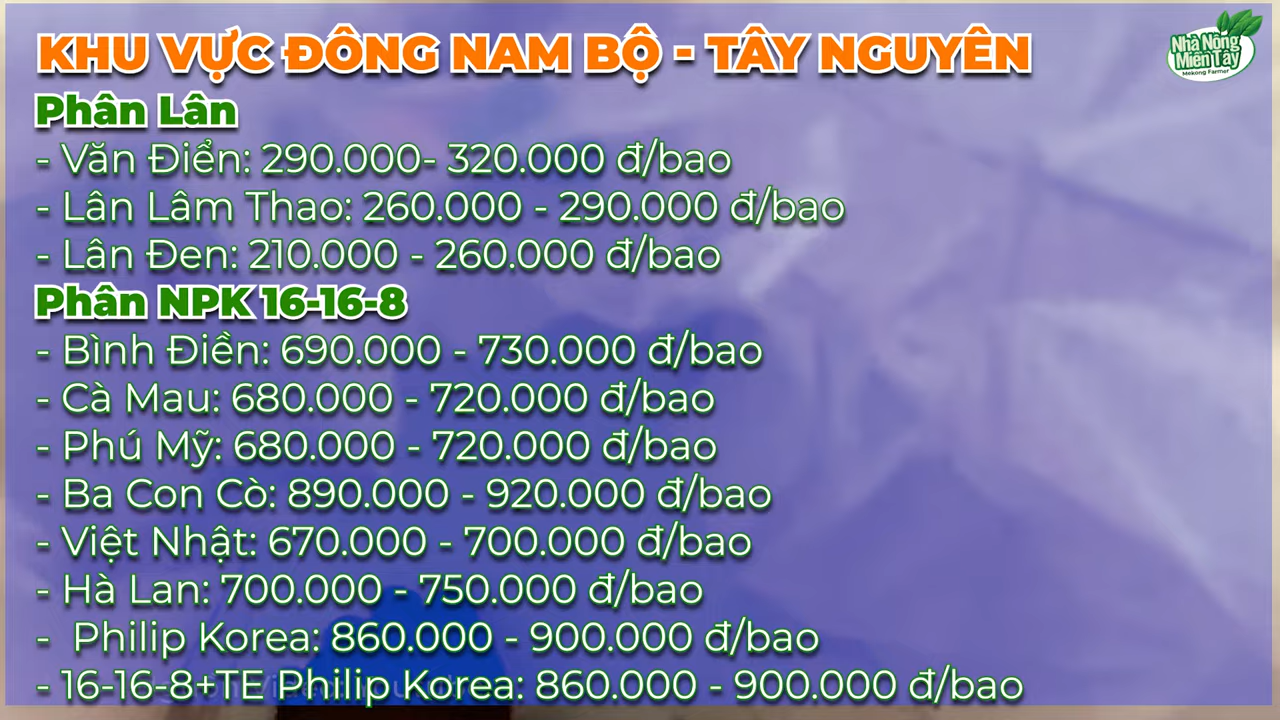 KHU VỰC ĐÔNG NAM BỘ - TÂY NGUYÊN
Nhà Nông
Miền Tây
Mekong Farmer
Phân Lân
- Văn Điển: 290.000- 320.000 đ/bao
- Lân Lâm Thao: 260.000 - 290.000 đ/bao
- Lân Đen: 210.000 - 260.000 đ/bao
Phân NPK 16-16-8
- Bình Điền: 690.000 - 730.000 đ/bao
- Cà Mau: 680.000 - 720.000 đ/bao
- Phú Mỹ: 680.000 - 720.000 đ/bao
- Ba Con Cò: 890.000 - 920.000 đ/bao
- Việt Nhật: 670.000 - 700.000 đ/bao
- Hà Lan: 700.000 - 750.000 đ/bao
- Philip Korea: 860.000 - 900.000 đ/bao
- 16-16-8+TE Philip Korea: 860.000 - 900.000 đ/bao